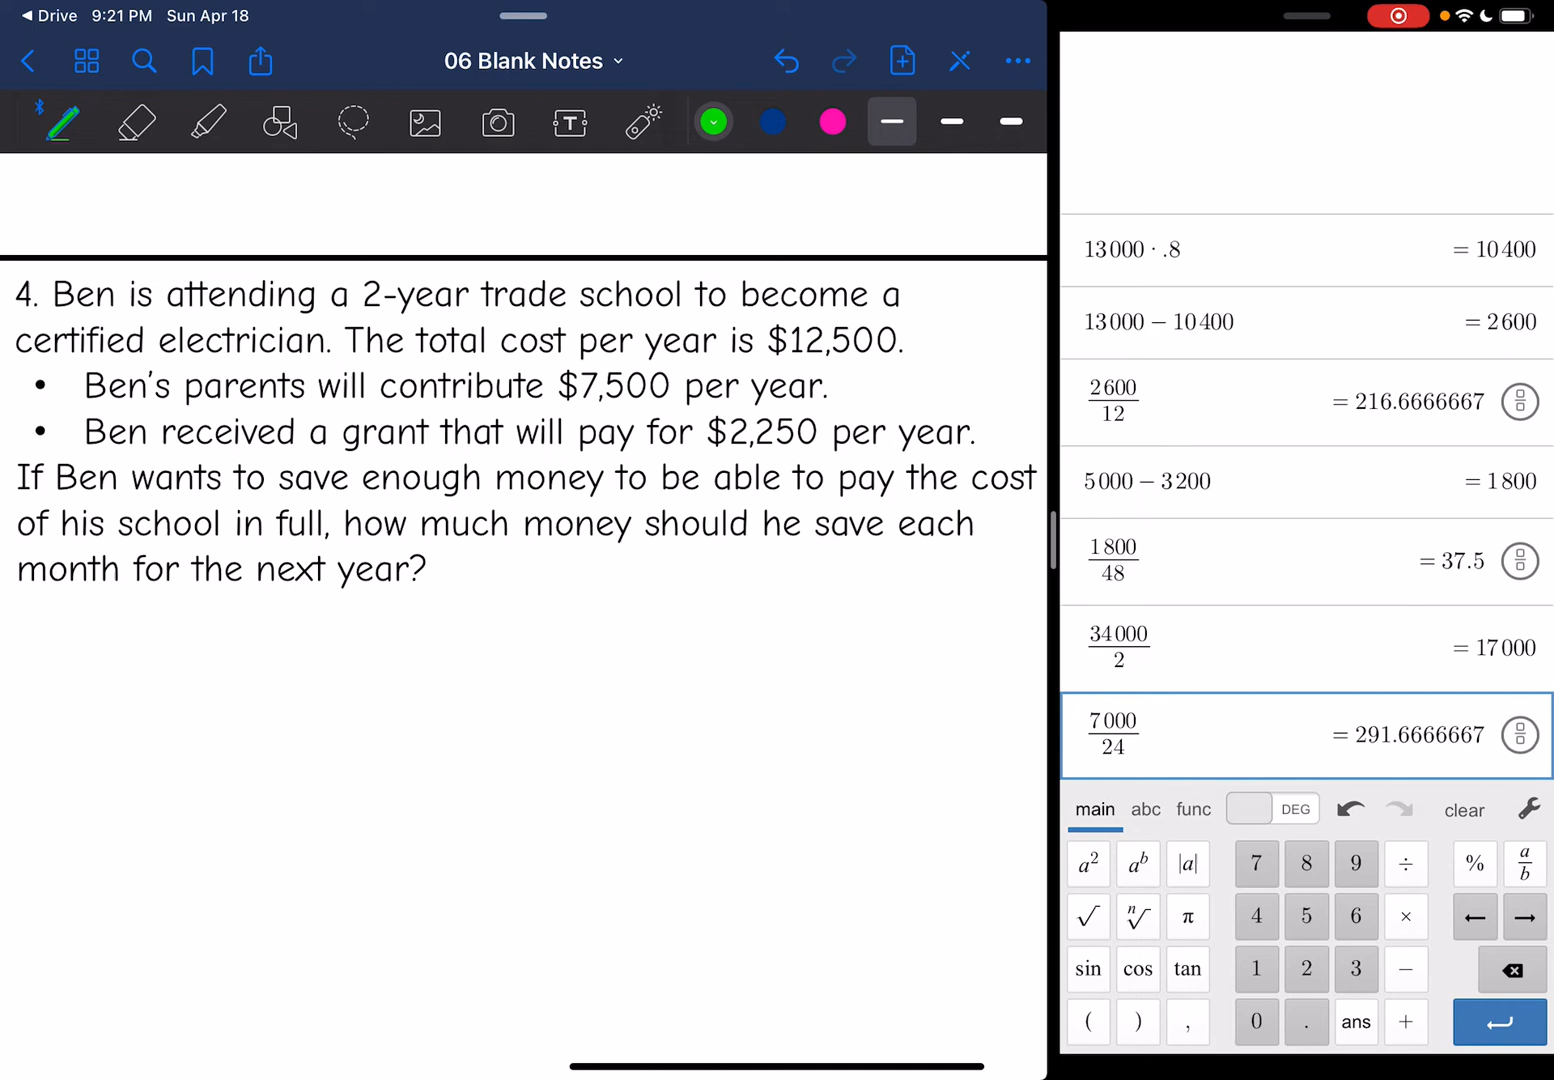 Drive 9:21 PM Sun Apr 18
06 Blank Notes
T
4. Ben is attending a 2-year trade school to become a
certified electrician. The total cost per year is $12,500.
• Ben's parents will contribute $7,500 per year.
• Ben received a grant that will pay for $2,250 per year.
If Ben wants to save enough money to be able to pay the cost
of his school in full, how much money should he save each
month for the next year?
13000 · .8 = 10400
13000 − 10400 = 2600
2600
12
= 216.6666667
5000 − 3200 = 1800
1800
48
= 37.5
34000
2
= 17000
7000
24
= 291.6666667
main abc func DEG clear
a² aᵇ |a| 7 8 9 ÷ % a/b
√ ⁿ√ π 4 5 6 × ← →
sin cos tan 1 2 3 −
( ) , 0 . ans +